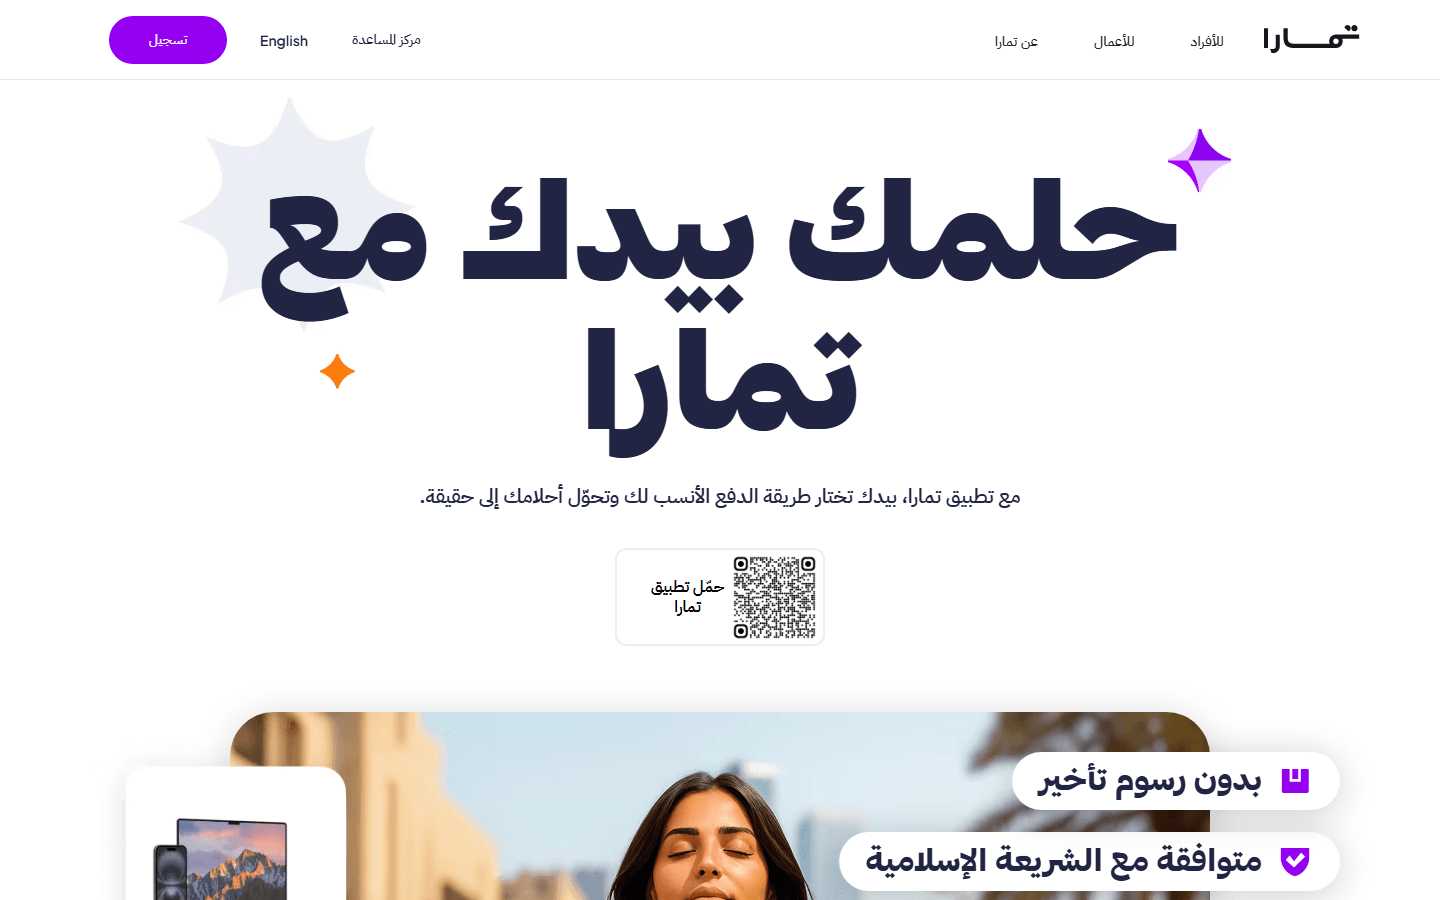 تمارا
للأفراد
للأعمال
عن تمارا
مركز المساعدة
English
تسجيل
حلمك بيدك مع
تمارا
مع تطبيق تمارا، بيدك تختار طريقة الدفع الأنسب لك وتحوّل أحلامك إلى حقيقة.
حمّل تطبيق
تمارا
بدون رسوم تأخير
متوافقة مع الشريعة الإسلامية